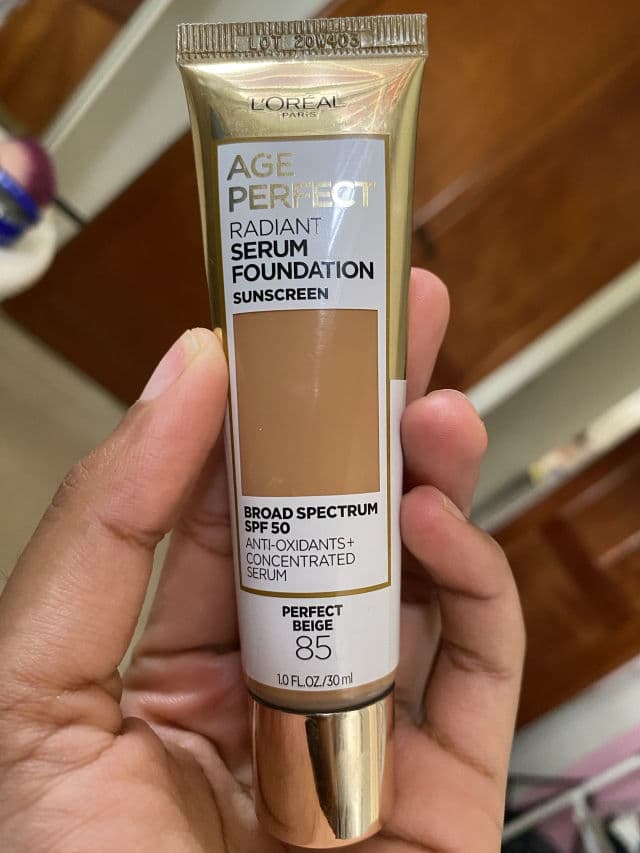 LOT 20W403
L'ORÉAL
PARIS
AGE
PERFECT
RADIANT
SERUM
FOUNDATION
SUNSCREEN
BROAD SPECTRUM
SPF 50
ANTI-OXIDANTS+
CONCENTRATED
SERUM
PERFECT
BEIGE
85
1.0 FL.OZ./30 ml